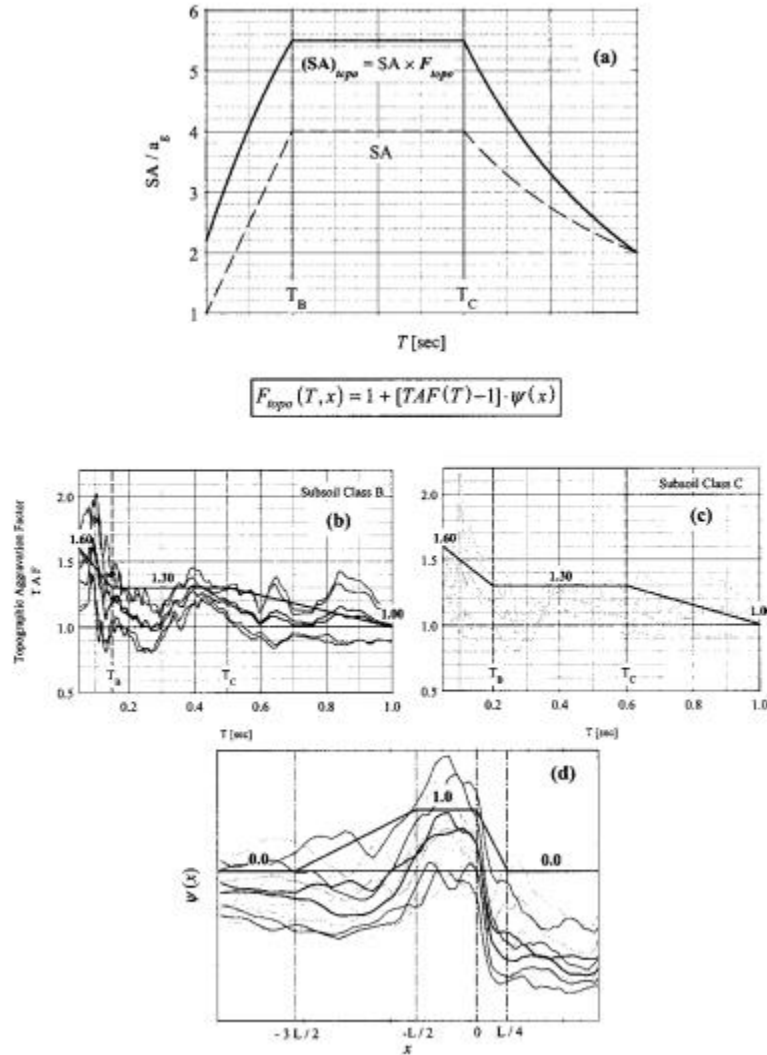 6
(a)
(SA)topo = SA × Ftopo
5
SA / ag
4
SA
3
2
TB
TC
1
T [sec]
Ftopo (T, x) = 1 + [TAF(T) − 1] · ψ(x)
Subsoil Class B
(b)
2.0
1.60
1.5
1.30
1.00
1.0
TB
TC
0.5
0.2
0.4
0.6
0.8
1.0
Topographic Aggravation Factor
TAF
T [sec]
Subsoil Class C
(c)
2.0
1.60
1.5
1.30
1.00
1.0
TB
TC
0.5
0.2
0.4
0.6
0.8
1.0
T [sec]
(d)
1.0
0.0
0.0
ψ(x)
- 3 L / 2
-L / 2
0
L / 4
x